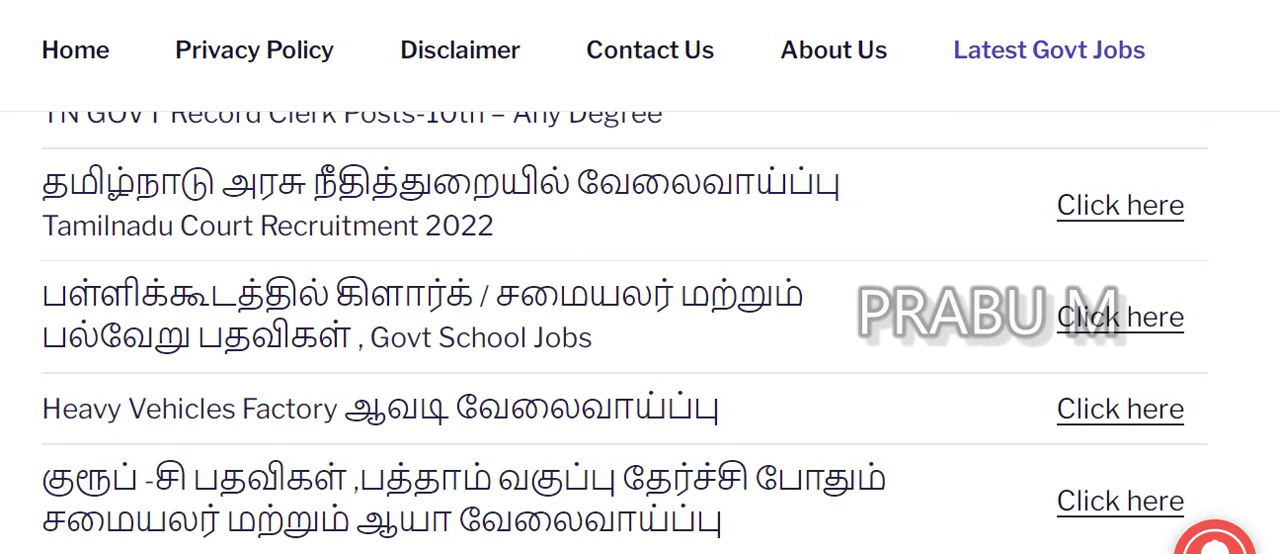 Home Privacy Policy Disclaimer Contact Us About Us Latest Govt Jobs
TN GOVT Record Clerk Posts-10th – Any Degree
தமிழ்நாடு அரசு நீதித்துறையில் வேலைவாய்ப்பு
Tamilnadu Court Recruitment 2022
Click here
பள்ளிக்கூடத்தில் கிளார்க் / சமையலர் மற்றும்
பல்வேறு பதவிகள் , Govt School Jobs
PRABU M
Click here
Heavy Vehicles Factory ஆவடி வேலைவாய்ப்பு
Click here
குரூப் -சி பதவிகள் ,பத்தாம் வகுப்பு தேர்ச்சி போதும்
சமையலர் மற்றும் ஆயா வேலைவாய்ப்பு
Click here